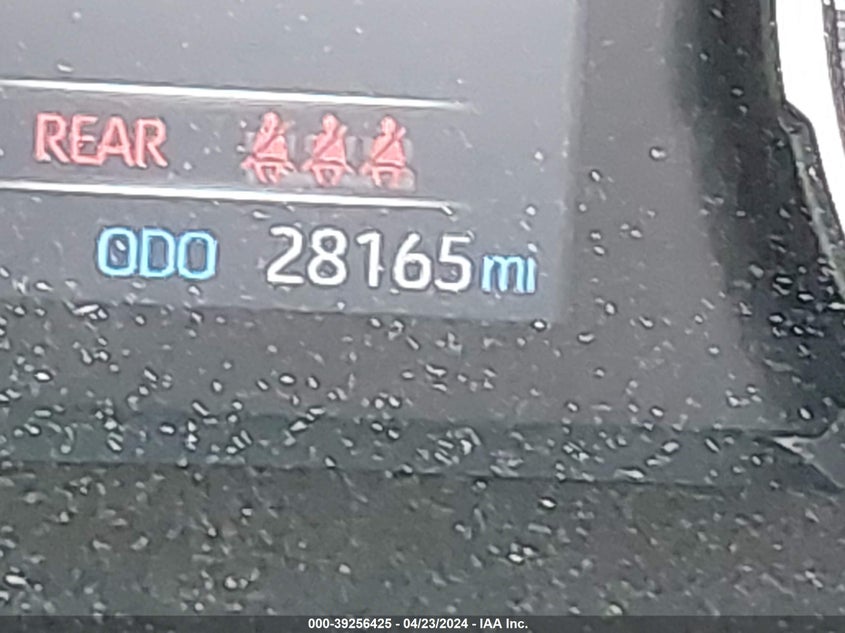 REAR
ODO 28165 mi
000-39256425 - 04/23/2024 - IAA Inc.